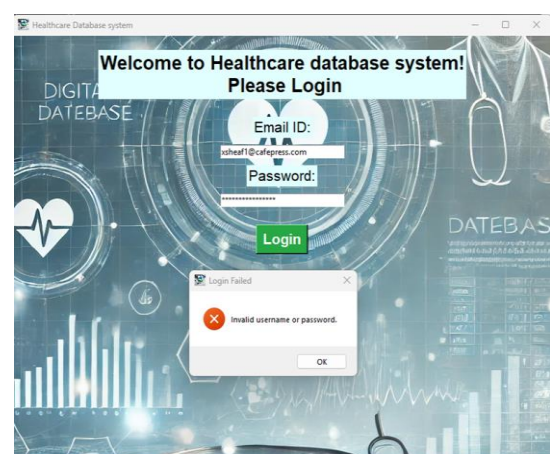 Healthcare Database system
Welcome to Healthcare database system!
Please Login
DIGITA
DATEBASE
Email ID:
xsheaf1@cafepress.com
Password:
****************
Login
DATEBAS
Login Failed
Invalid username or password.
OK